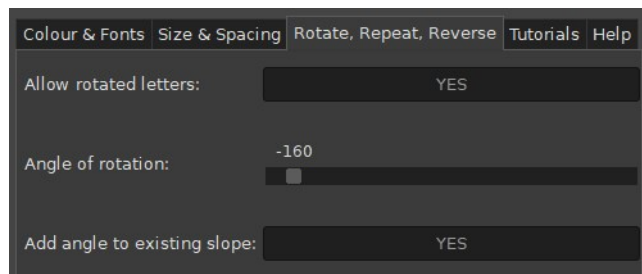 Colour & Fonts Size & Spacing Rotate, Repeat, Reverse Tutorials Help
Allow rotated letters: YES
-160
Angle of rotation:
Add angle to existing slope: YES